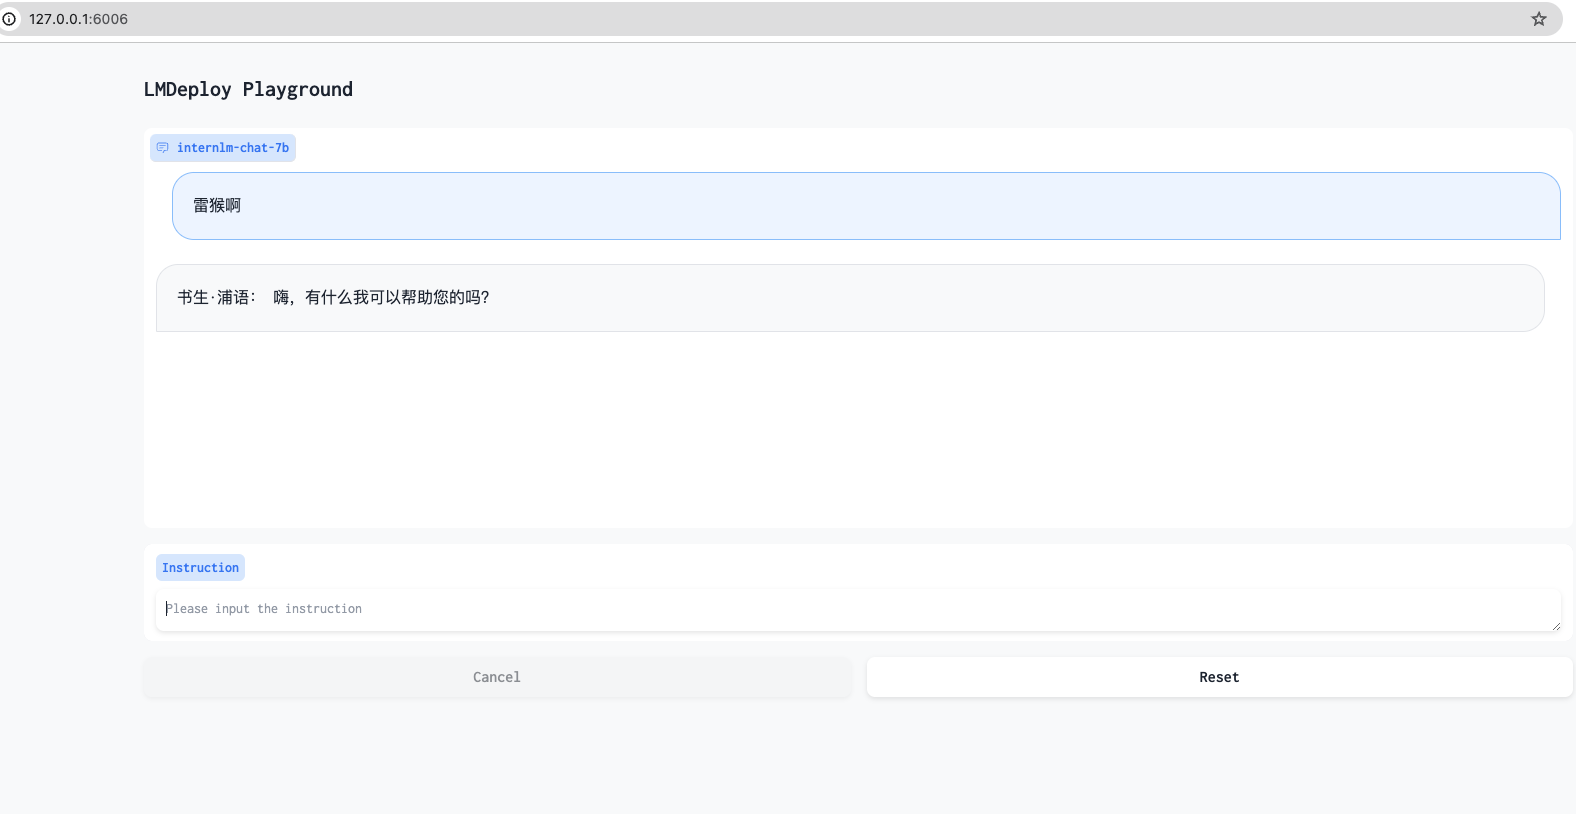 127.0.0.1:6006
LMDeploy Playground
internlm-chat-7b
雷猴啊
书生·浦语： 嗨，有什么我可以帮助您的吗？
Instruction
Please input the instruction
Cancel
Reset